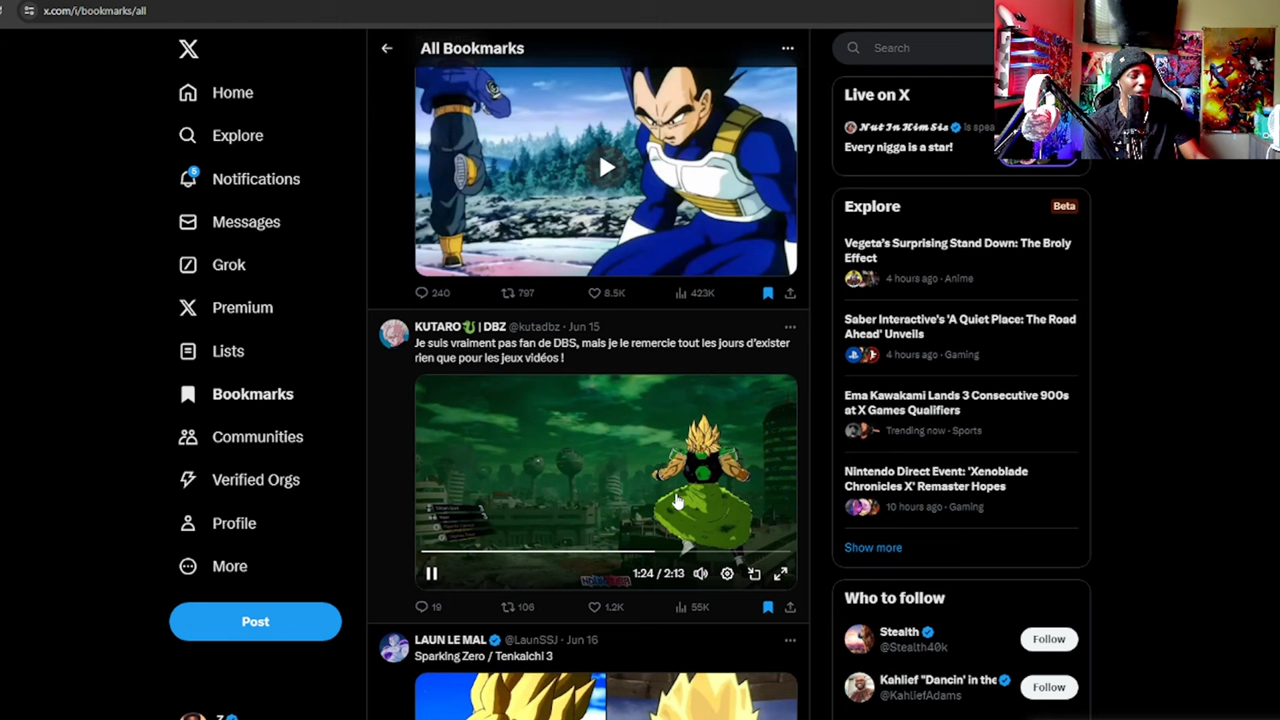 x.com/i/bookmarks/all
Home
Explore
5
Notifications
Messages
Grok
Premium
Lists
Bookmarks
Communities
Verified Orgs
Profile
More
Post
All Bookmarks
240
797
8.5K
423K
KUTARO | DBZ @kutadbz · Jun 15
Je suis vraiment pas fan de DBS, mais je le remercie tout les jours d'exister
rien que pour les jeux vidéos !
1:24 / 2:13
19
106
1.2K
55K
LAUN LE MAL @LaunSSJ · Jun 16
Sparking Zero / Tenkaichi 3
Search
Live on X
Nut In Him Sis is spea
Every nigga is a star!
Explore
Beta
Vegeta's Surprising Stand Down: The Broly
Effect
4 hours ago · Anime
Saber Interactive's 'A Quiet Place: The Road
Ahead' Unveils
4 hours ago · Gaming
Ema Kawakami Lands 3 Consecutive 900s
at X Games Qualifiers
Trending now · Sports
Nintendo Direct Event: 'Xenoblade
Chronicles X' Remaster Hopes
10 hours ago · Gaming
Show more
Who to follow
Stealth
@Stealth40k
Follow
Kahlief "Dancin' in the
@KahliefAdams
Follow